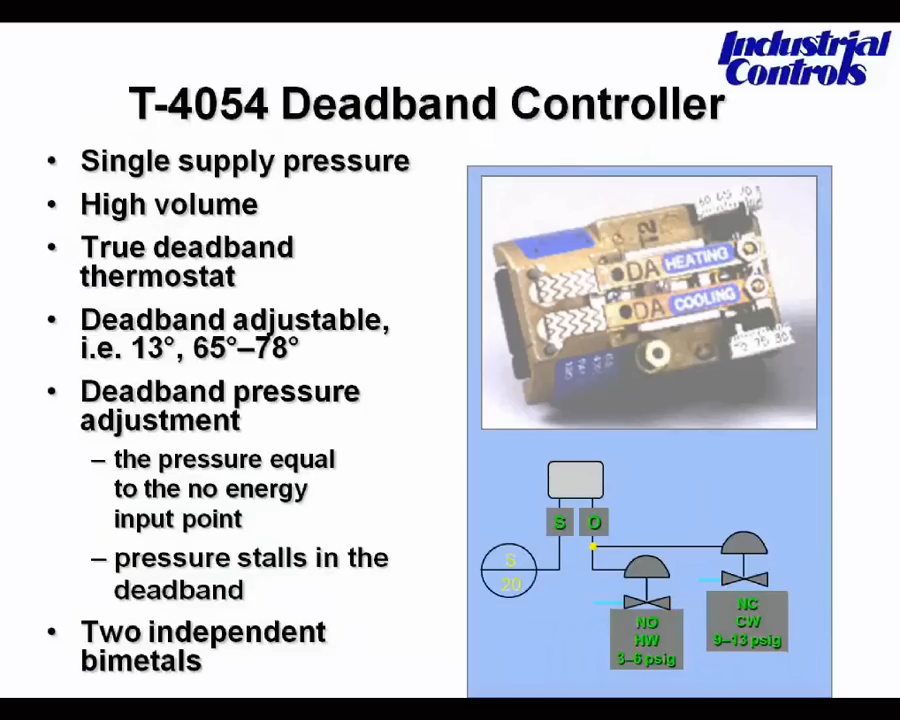 Industrial
Controls
T-4054 Deadband Controller
• Single supply pressure
• High volume
• True deadband
thermostat
• Deadband adjustable,
i.e. 13°, 65°–78°
• Deadband pressure
adjustment
– the pressure equal
to the no energy
input point
– pressure stalls in the
deadband
• Two independent
bimetals
DA HEATING
DA COOLING
S O
S
20
NO
HW
3–6 psig
NC
CW
9–13 psig